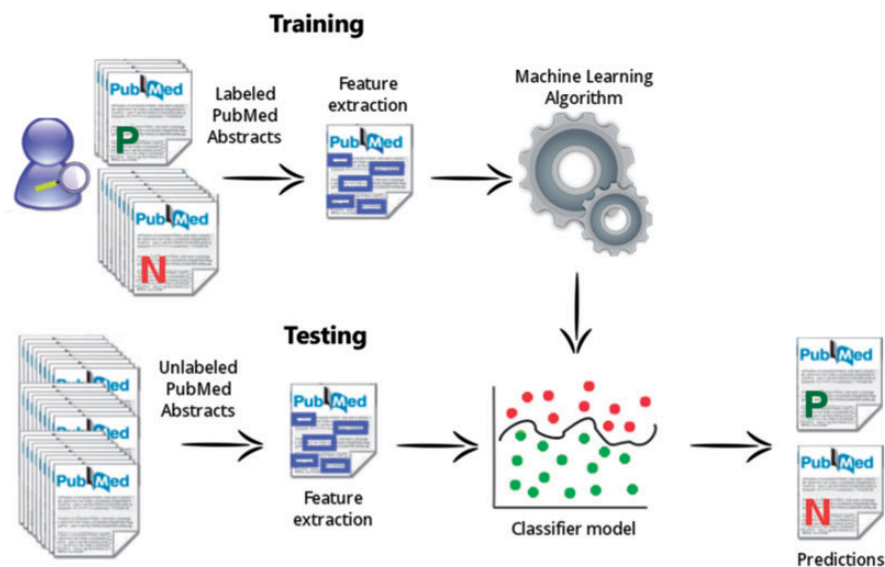 Training
PubMed
P
PubMed
N
Labeled
PubMed
Abstracts
Feature
extraction
PubMed
Machine Learning
Algorithm
Testing
PubMed
PubMed
PubMed
Unlabeled
PubMed
Abstracts
PubMed
Feature
extraction
Classifier model
PubMed
P
PubMed
N
Predictions